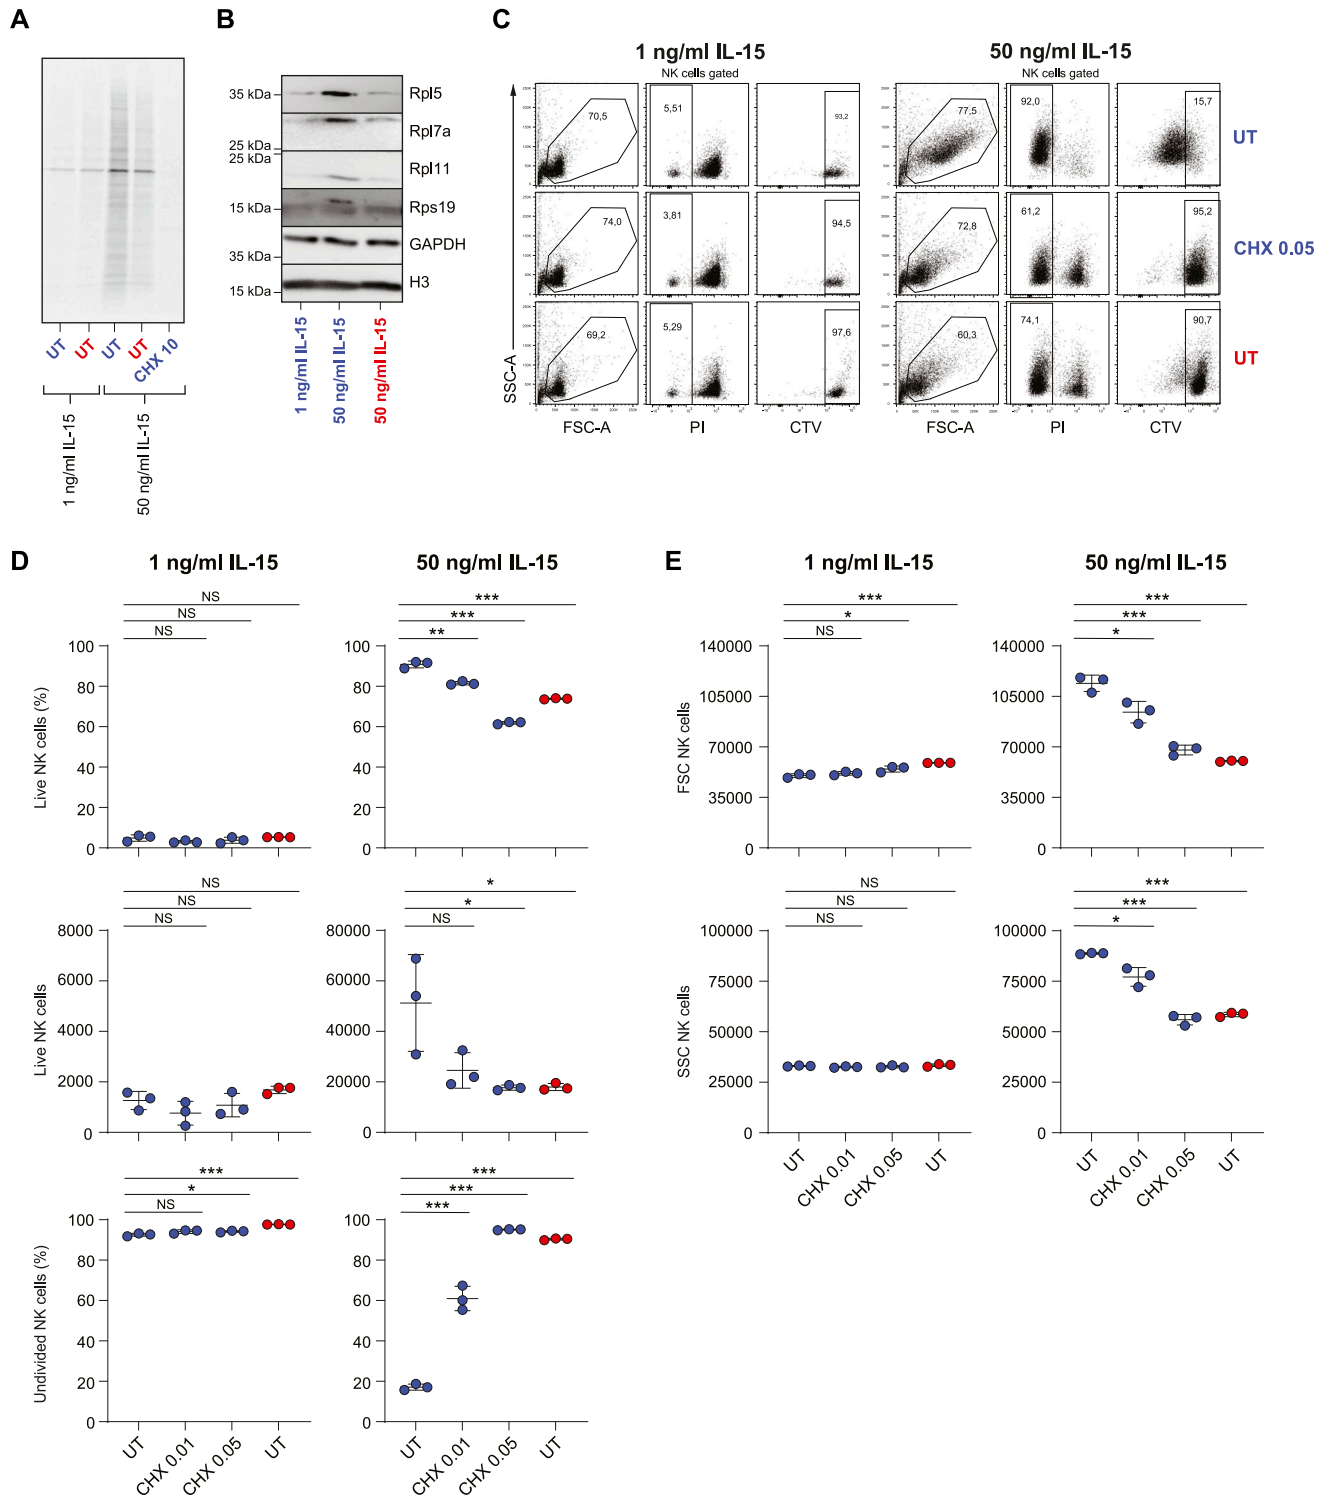 A
UT
UT
UT
UT
CHX 10
1 ng/ml IL-15
50 ng/ml IL-15
B
35 kDa
25 kDa
25 kDa
15 kDa
35 kDa
15 kDa
Rpl5
Rpl7a
Rpl11
Rps19
GAPDH
H3
1 ng/ml IL-15
50 ng/ml IL-15
50 ng/ml IL-15
C
1 ng/ml IL-15
50 ng/ml IL-15
NK cells gated
NK cells gated
70,5
5,51
93,2
77,5
92,0
15,7
UT
74,0
3,81
94,5
72,8
61,2
95,2
CHX 0.05
69,2
5,29
97,6
60,3
74,1
90,7
UT
SSC-A
FSC-A
PI
CTV
FSC-A
PI
CTV
D
1 ng/ml IL-15
50 ng/ml IL-15
NS
NS
NS
***
***
**
Live NK cells (%)
100
80
60
40
20
0
100
80
60
40
20
0
NS
NS
NS
*
*
NS
Live NK cells
8000
6000
4000
2000
0
80000
60000
40000
20000
0
***
*
NS
***
***
***
Undivided NK cells (%)
100
80
60
40
20
0
100
80
60
40
20
0
UT
CHX 0.01
CHX 0.05
UT
UT
CHX 0.01
CHX 0.05
UT
E
1 ng/ml IL-15
50 ng/ml IL-15
***
*
NS
***
***
*
FSC NK cells
140000
105000
70000
35000
0
140000
105000
70000
35000
0
NS
NS
NS
***
***
*
SSC NK cells
100000
75000
50000
25000
0
100000
75000
50000
25000
0
UT
CHX 0.01
CHX 0.05
UT
UT
CHX 0.01
CHX 0.05
UT